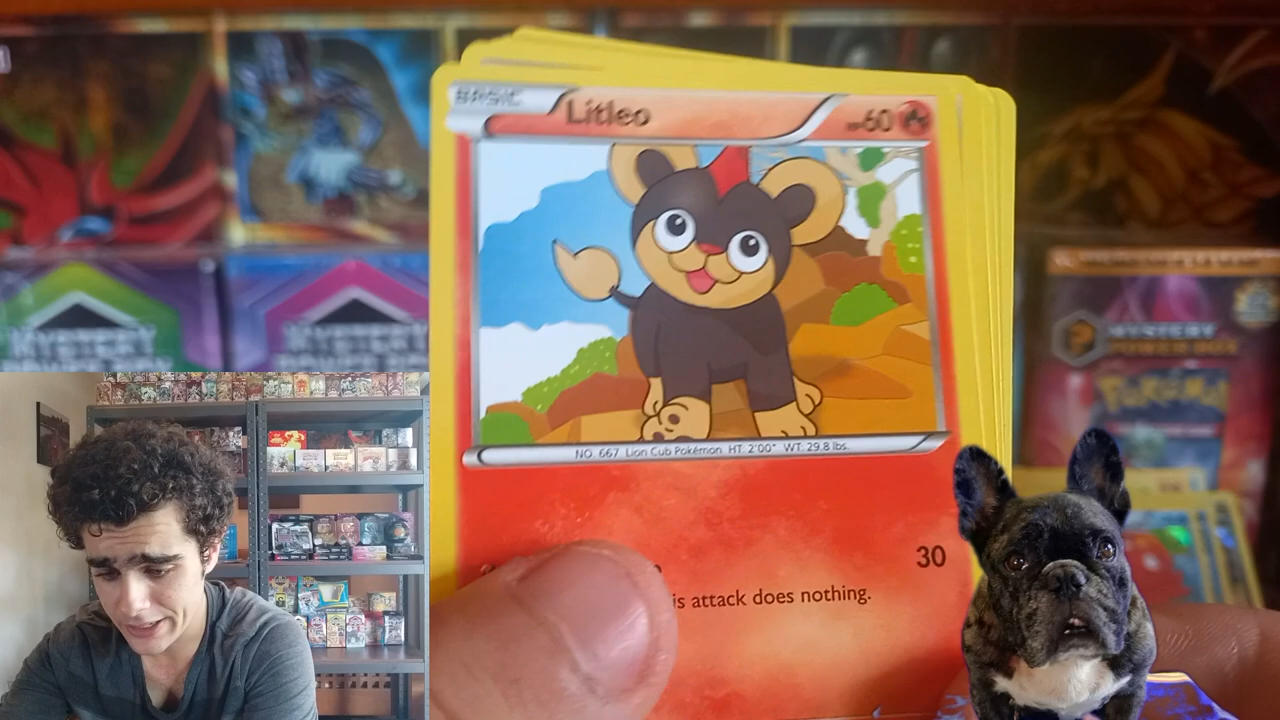 BASIC Litleo HP60
NO. 667 Lion Cub Pokémon HT: 2'00" WT: 29.8 lbs.
30
is attack does nothing.
MYSTERY
MYSTERY
MYSTERY
POWER BOX
Pokémon